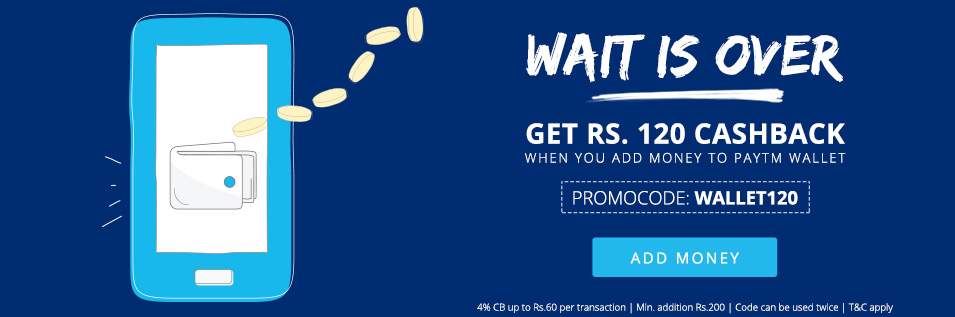 WAIT IS OVER
GET RS. 120 CASHBACK
WHEN YOU ADD MONEY TO PAYTM WALLET
PROMOCODE: WALLET120
ADD MONEY
4% CB up to Rs.60 per transaction | Min. addition Rs.200 | Code can be used twice | T&C apply